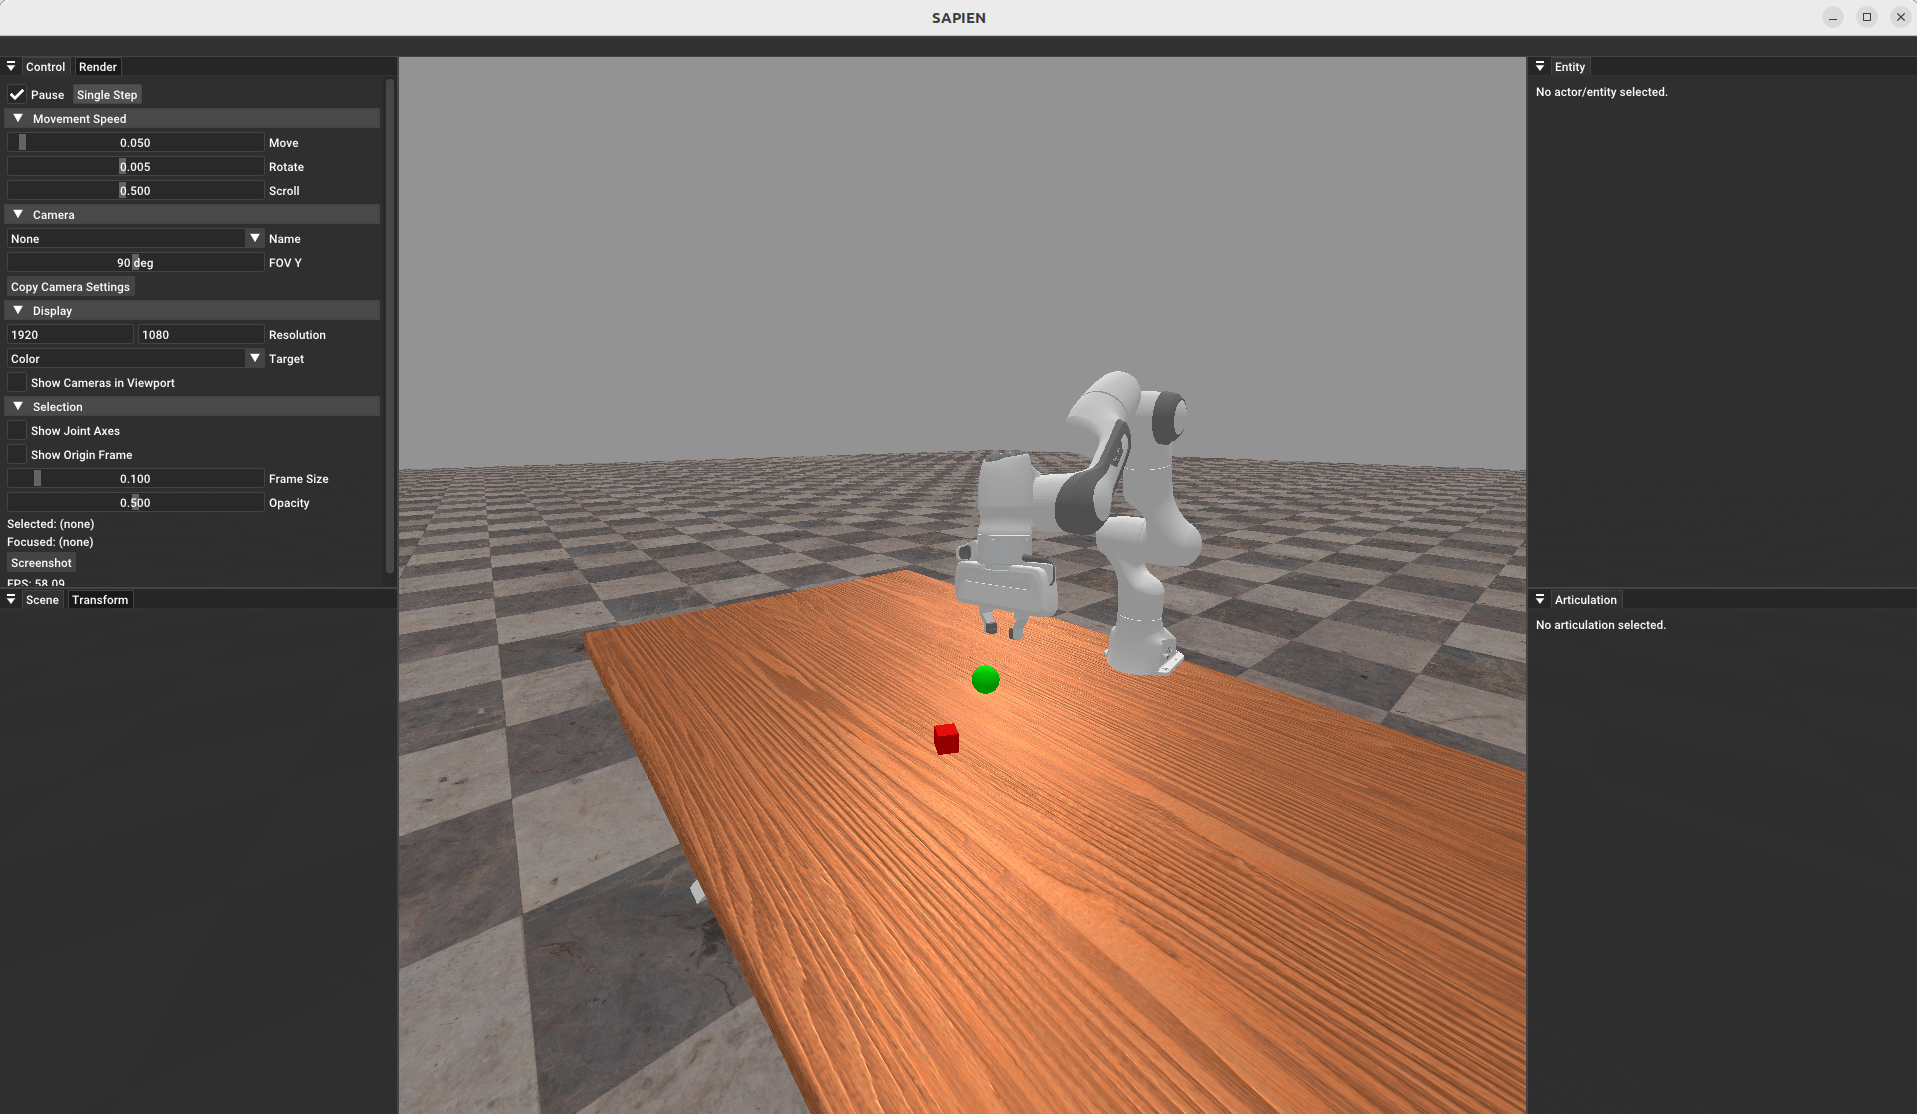 SAPIEN
Control Render
Pause Single Step
Movement Speed
0.050 Move
0.005 Rotate
0.500 Scroll
Camera
None Name
90 deg FOV Y
Copy Camera Settings
Display
1920 1080 Resolution
Color Target
Show Cameras in Viewport
Selection
Show Joint Axes
Show Origin Frame
0.100 Frame Size
0.500 Opacity
Selected: (none)
Focused: (none)
Screenshot
FPS: 58.09
Scene Transform
Entity
No actor/entity selected.
Articulation
No articulation selected.